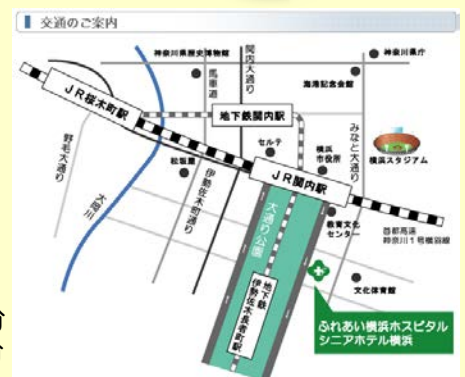 交通のご案内
神奈川県歴史博物館
関内大通り
神奈川県庁
馬車道
海港記念会館
JR桜木町駅
地下鉄関内駅
みなと大通り
セルテ
横浜
市役所
横浜スタジアム
野毛大通り
松坂屋
JR関内駅
大岡川
伊勢佐木町通り
大通り公園
教育文化
センター
首都高速
神奈川1号横羽線
地下鉄
伊勢佐木長者町駅
文化体育館
ふれあい横浜ホスピタル
シニアホテル横浜